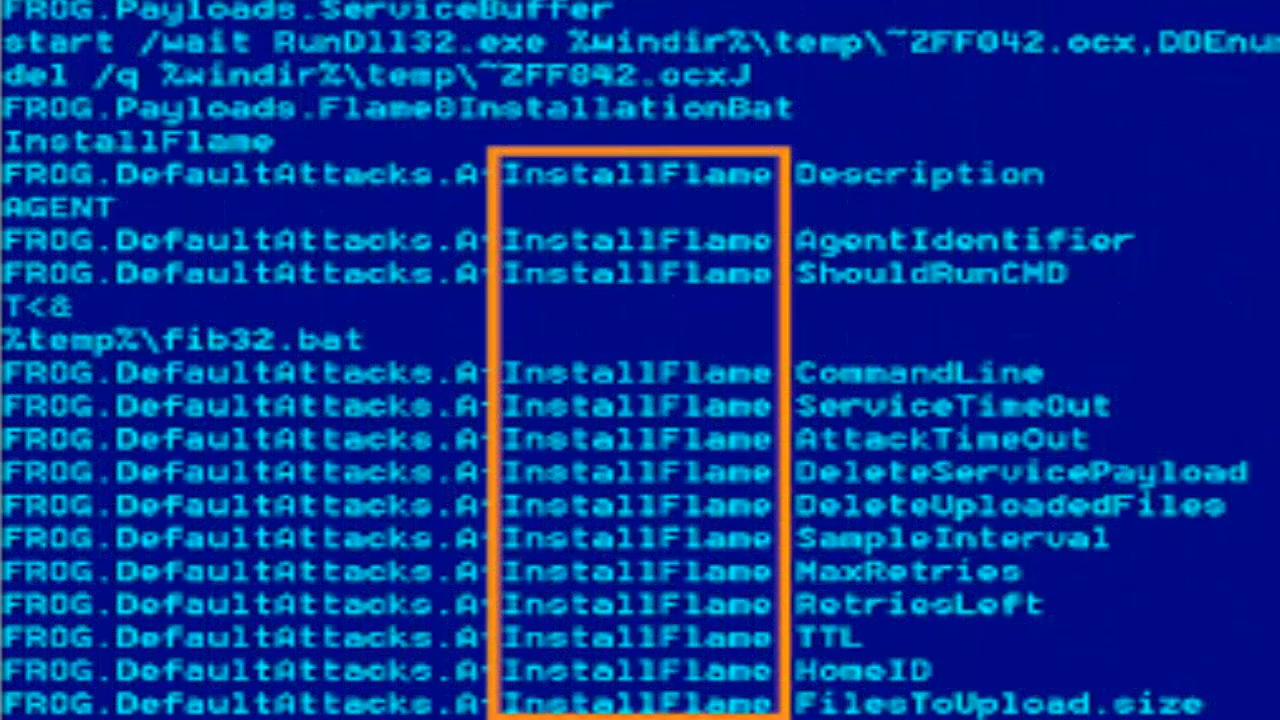 FROG.Payloads.ServiceBuffer
start /wait RunDll32.exe %windir%\temp\~ZFF042.ocx,DDEnu
del /q %windir%\temp\~ZFF042.ocxJ
FROG.Payloads.Flame0InstallationBat
InstallFlame
FROG.DefaultAttacks.A InstallFlame Description
AGENT
FROG.DefaultAttacks.A InstallFlame AgentIdentifier
FROG.DefaultAttacks.A InstallFlame ShouldRunCMD
T<&
%temp%\fib32.bat
FROG.DefaultAttacks.A InstallFlame CommandLine
FROG.DefaultAttacks.A InstallFlame ServiceTimeOut
FROG.DefaultAttacks.A InstallFlame AttackTimeOut
FROG.DefaultAttacks.A InstallFlame DeleteServicePayload
FROG.DefaultAttacks.A InstallFlame DeleteUploadedFiles
FROG.DefaultAttacks.A InstallFlame SampleInterval
FROG.DefaultAttacks.A InstallFlame MaxRetries
FROG.DefaultAttacks.A InstallFlame RetriesLeft
FROG.DefaultAttacks.A InstallFlame TTL
FROG.DefaultAttacks.A InstallFlame HomeID
FROG.DefaultAttacks.A InstallFlame FilesToUpload.size